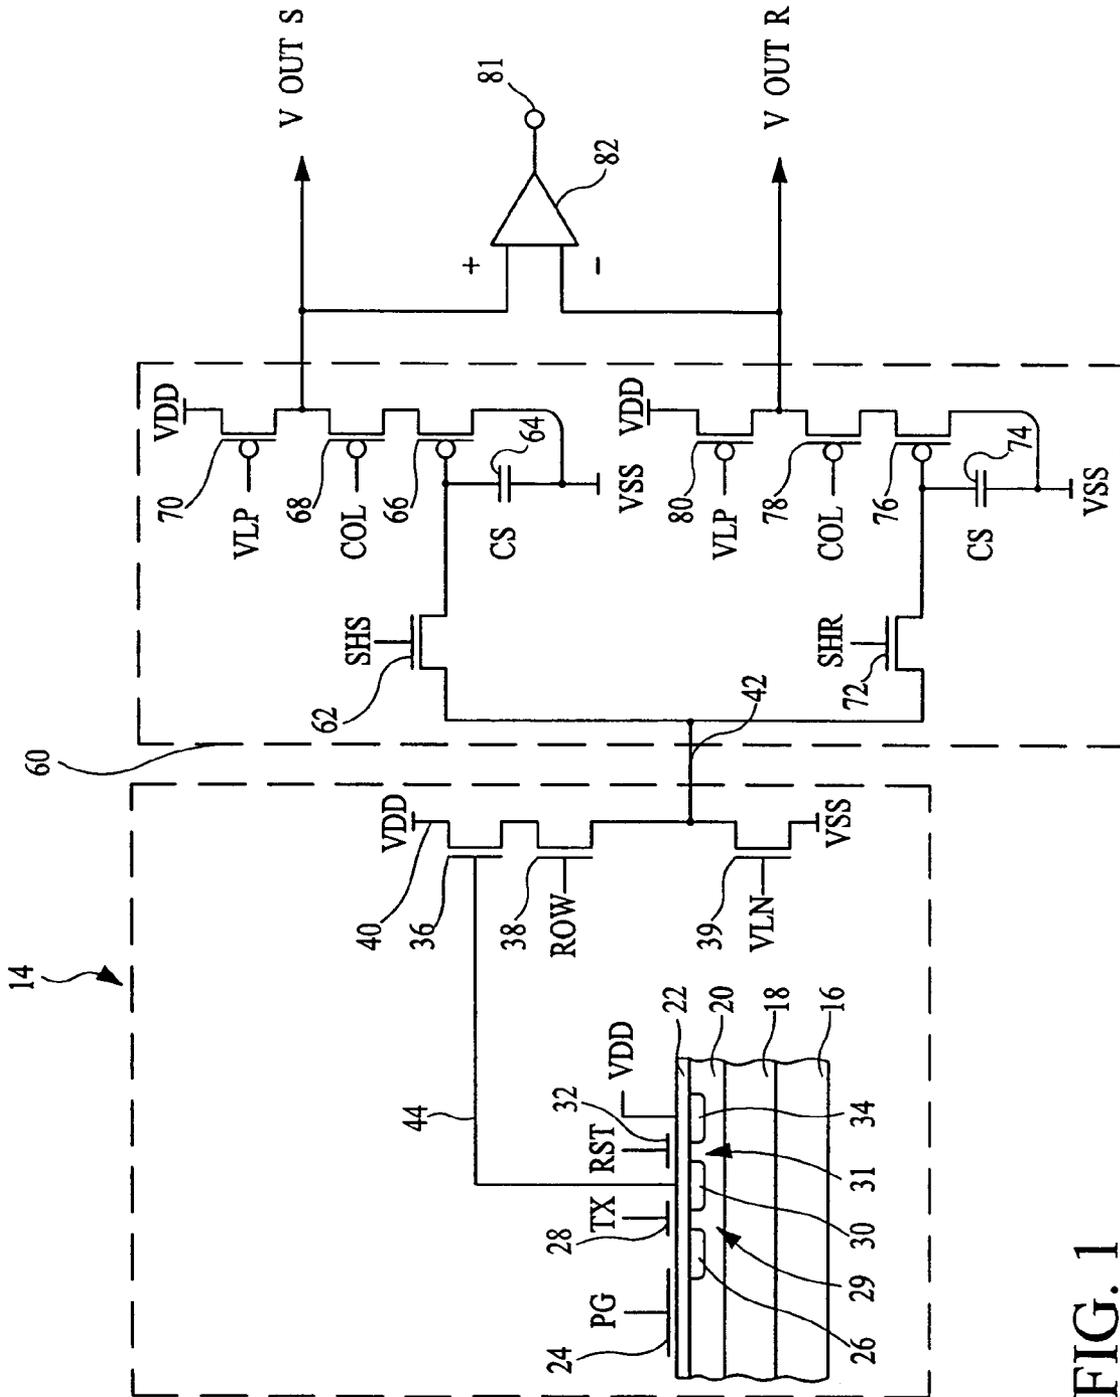 V OUT S
81
82
V OUT R
+
-
60
VDD
70
VLP
68
COL
66
64
CS
VSS
SHS
62
VDD
80
VLP
78
COL
76
74
CS
VSS
SHR
72
42
14
VDD
40
36
38
ROW
39
VLN
VSS
44
VDD
32
RST
TX
28
PG
24
22
20
18
16
34
31
30
29
26
FIG. 1